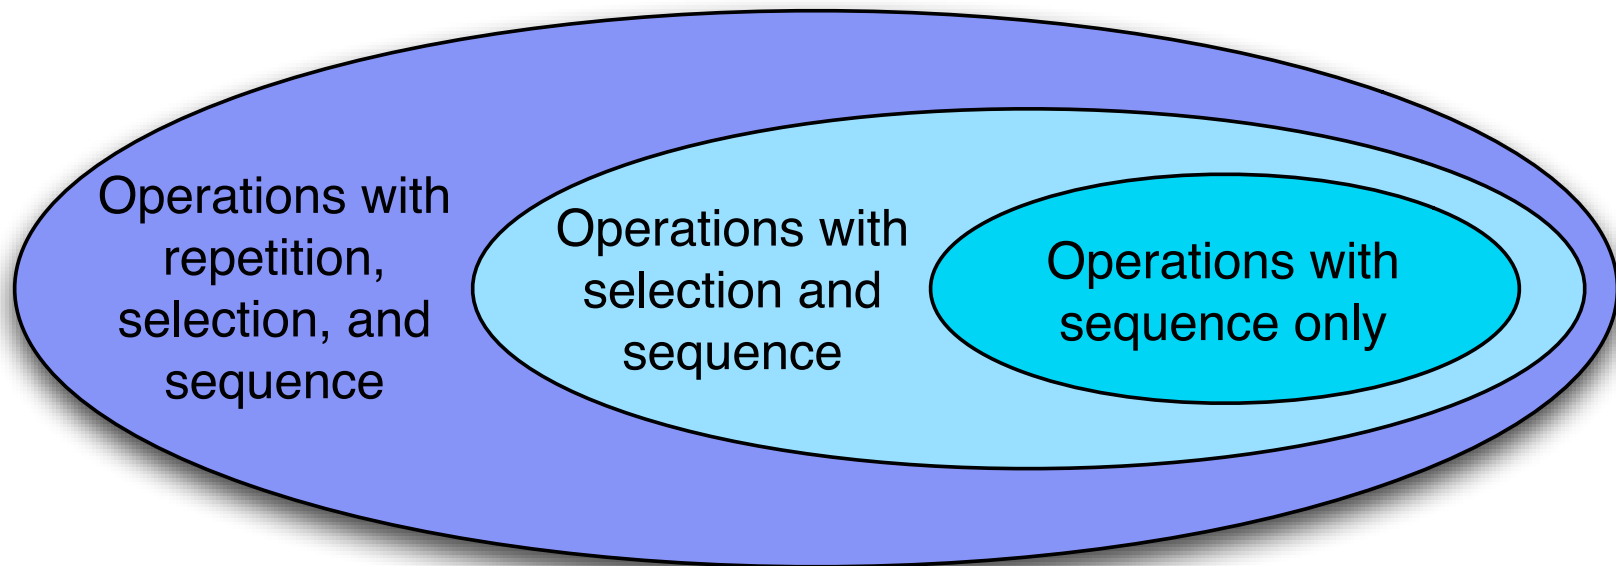 Operations with
repetition,
selection, and
sequence
Operations with
selection and
sequence
Operations with
sequence only